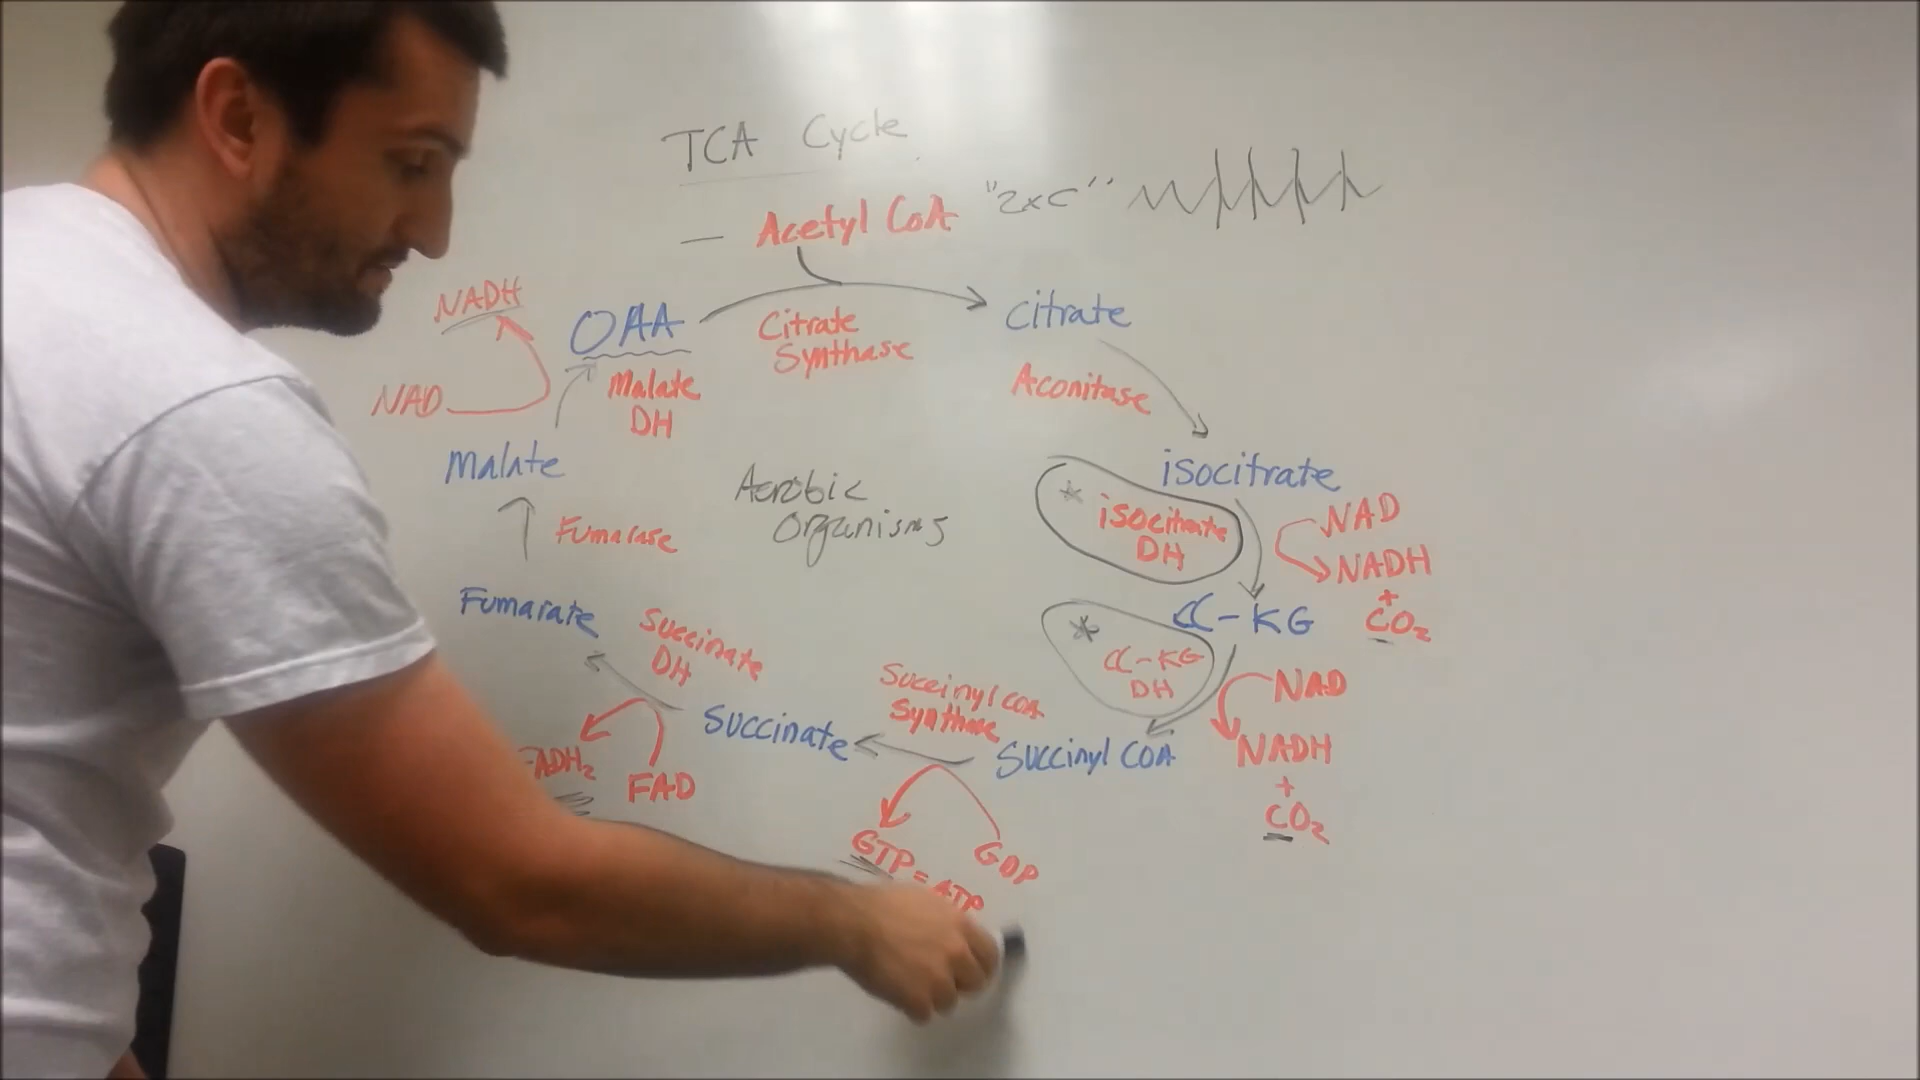 TCA Cycle
— Acetyl CoA "2xC"
NADH
OAA
Citrate
Synthase
Citrate
NAD
Malate
DH
Aconitase
Malate
isocitrate
Aerobic
Organisms
* isocitrate
DH
NAD
NADH
+
CO2
Fumarase
Fumarate
Succinate
DH
α-KG
* α-KG
DH
NAD
NADH
+
CO2
Succinyl COA
Synthase
Succinate
Succinyl COA
FADH2
FAD
GTP = ATP
GDP